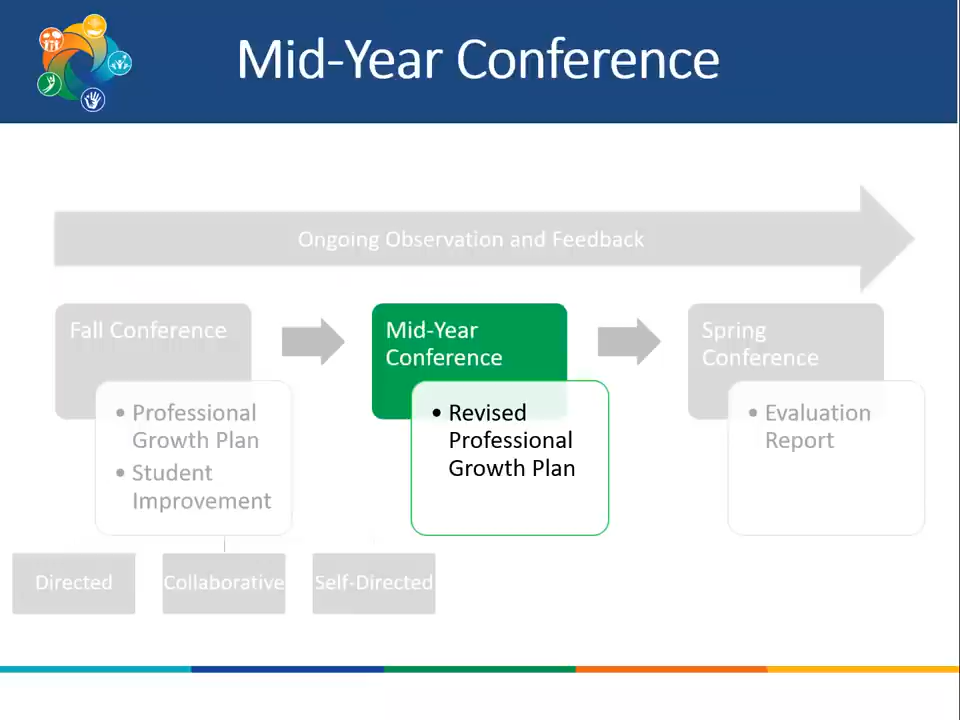 Mid-Year Conference
Ongoing Observation and Feedback
Fall Conference
• Professional
Growth Plan
• Student
Improvement
Mid-Year
Conference
• Revised
Professional
Growth Plan
Spring
Conference
• Evaluation
Report
Directed
Collaborative
Self-Directed